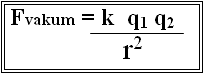 Fvakum = k q₁ q₂
r²